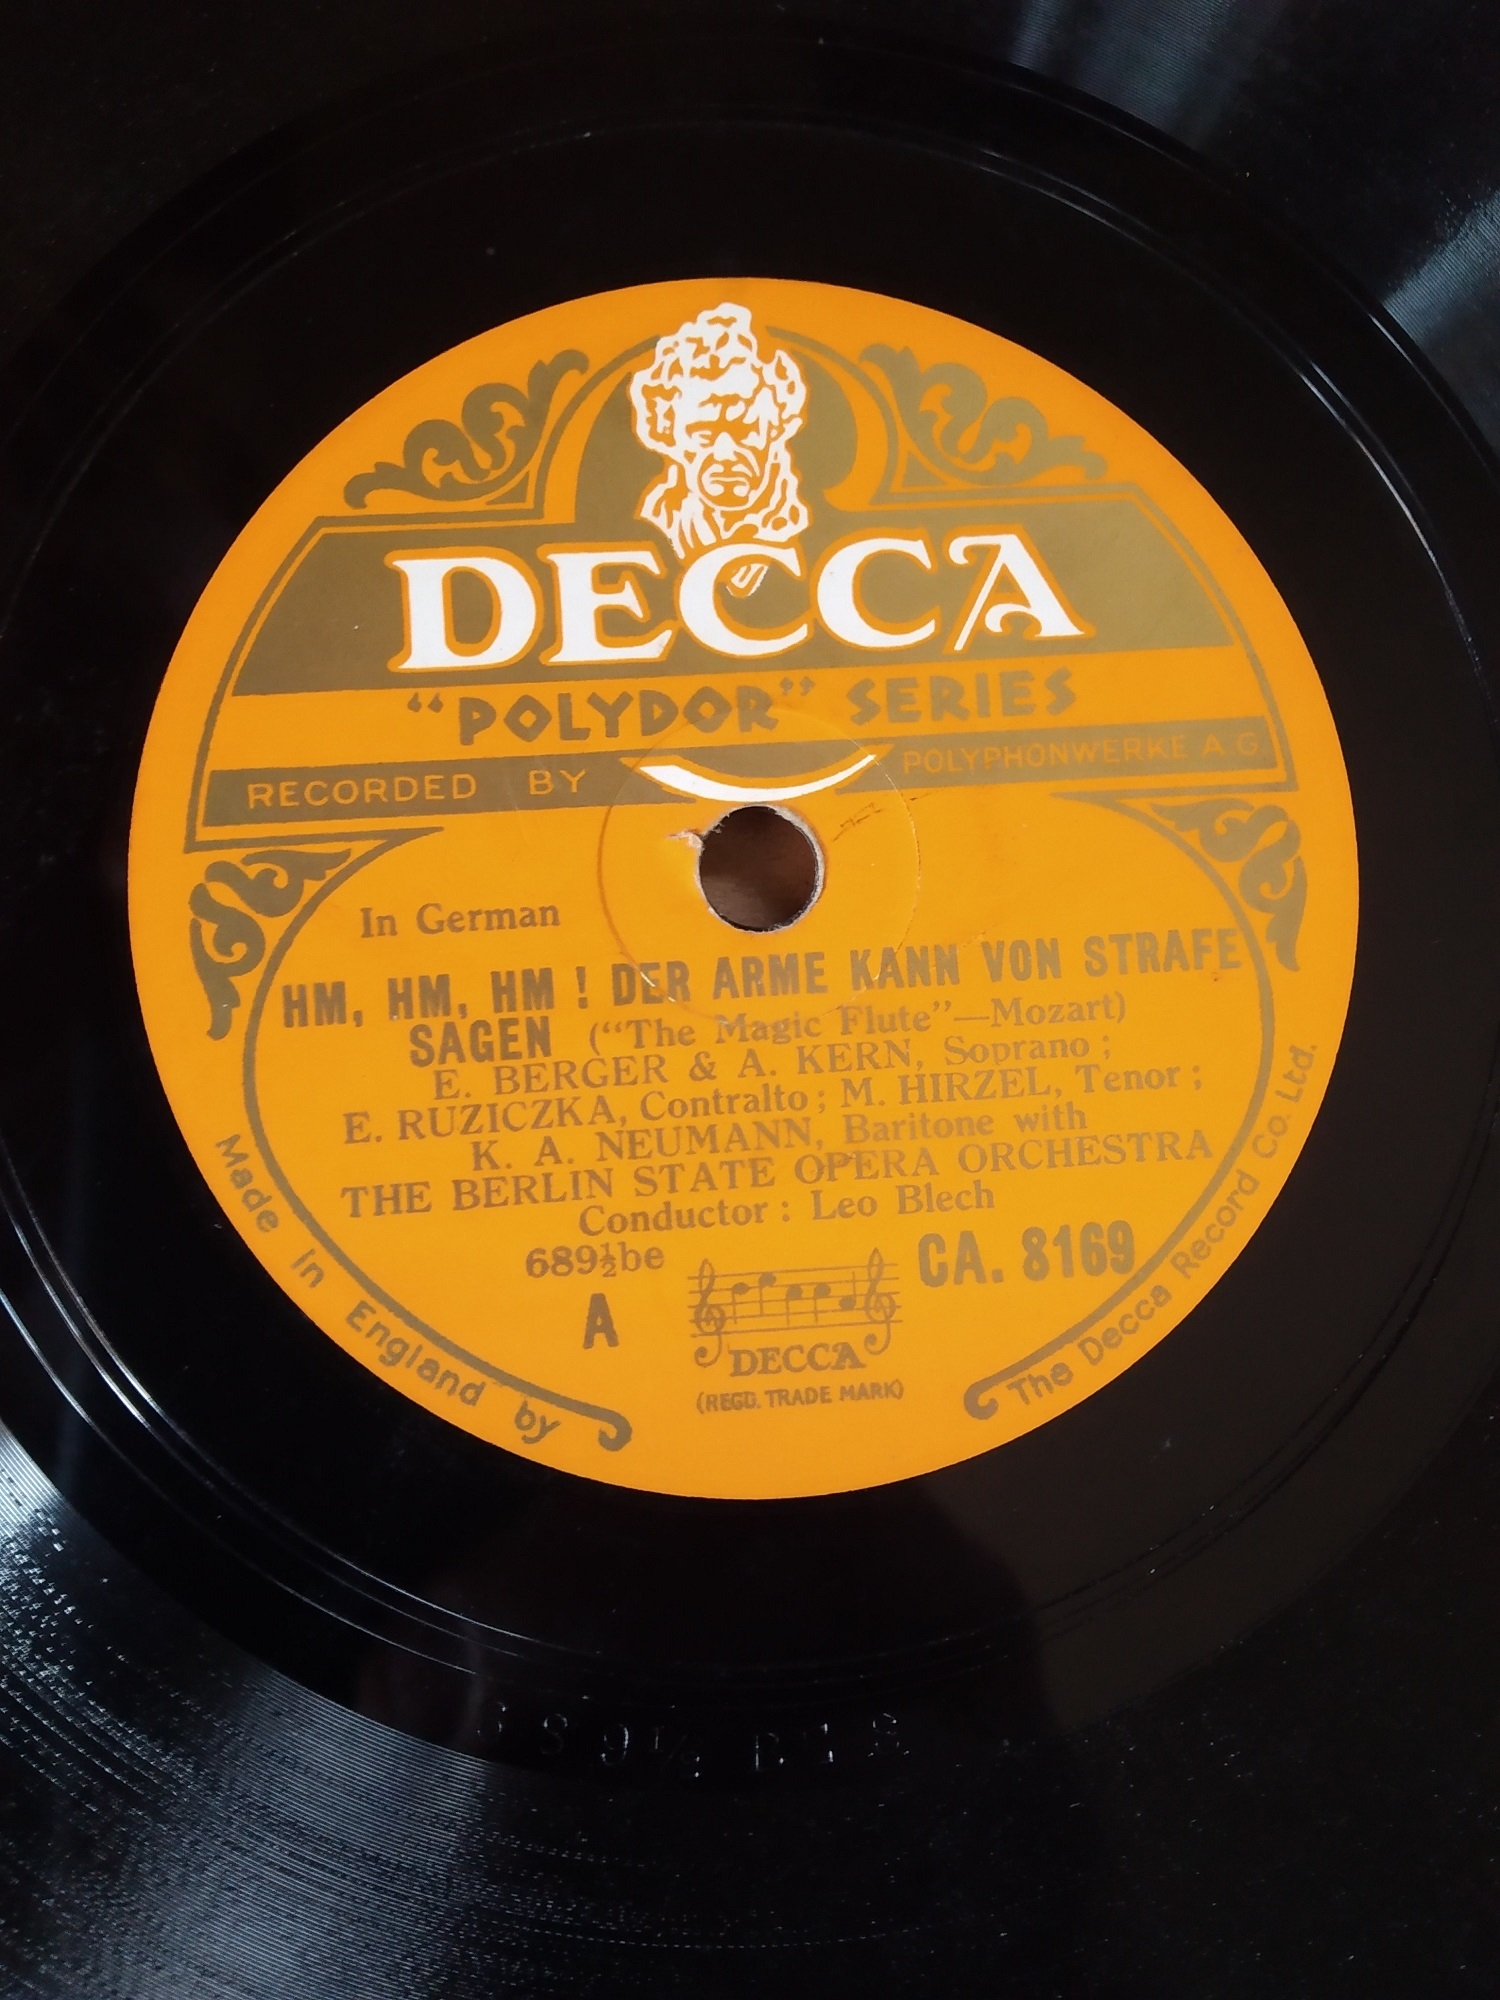 DECCA
"POLYDOR" SERIES
RECORDED BY POLYPHONWERKE A.G.
In German
HM, HM, HM ! DER ARME KANN VON STRAFE
SAGEN ("The Magic Flute"—Mozart)
E. BERGER & A. KERN, Soprano ;
E. RUZICZKA, Contralto ; M. HIRZEL, Tenor ;
K. A. NEUMANN, Baritone with
THE BERLIN STATE OPERA ORCHESTRA
Conductor : Leo Blech
689½be
CA. 8169
A
DECCA
(REGD. TRADE MARK)
Made in England by The Decca Record Co. Ltd.